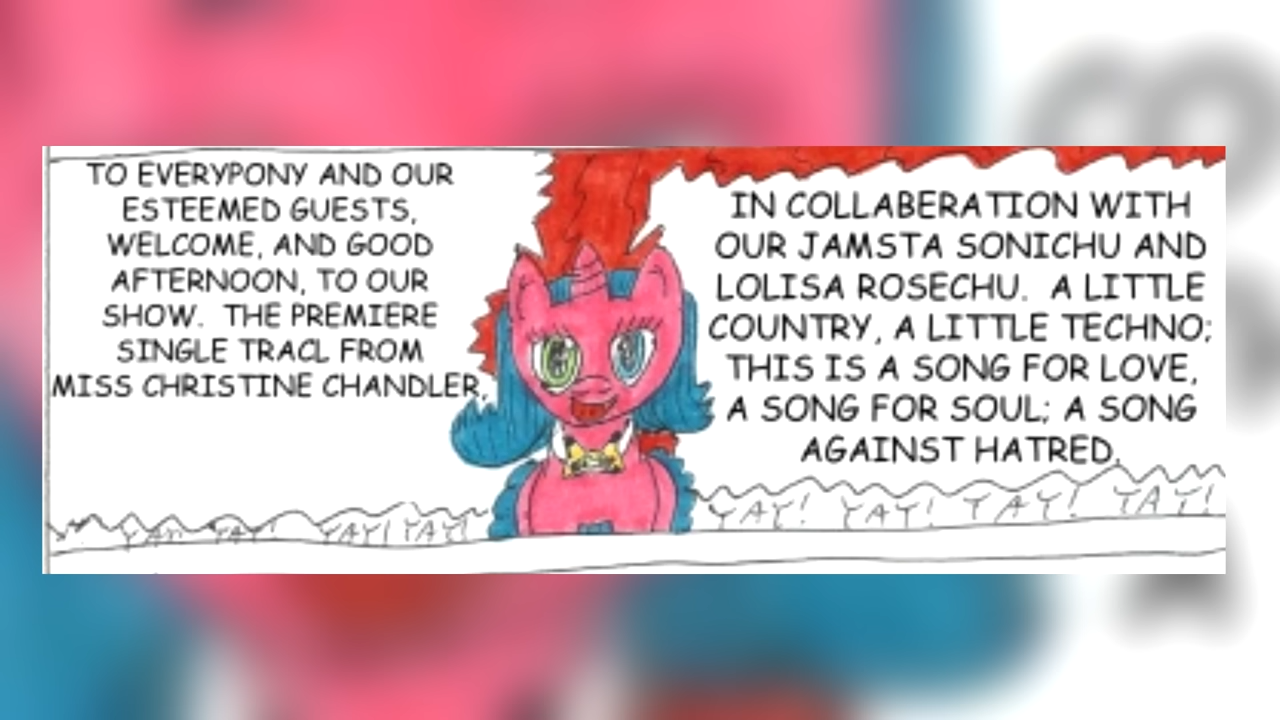 TO EVERYPONY AND OUR
ESTEEMED GUESTS,
WELCOME, AND GOOD
AFTERNOON, TO OUR
SHOW. THE PREMIERE
SINGLE TRACL FROM
MISS CHRISTINE CHANDLER,
IN COLLABERATION WITH
OUR JAMSTA SONICHU AND
LOLISA ROSECHU. A LITTLE
COUNTRY, A LITTLE TECHNO;
THIS IS A SONG FOR LOVE,
A SONG FOR SOUL; A SONG
AGAINST HATRED.
YAY! YAY! YAY! YAY!
YAY! YAY! YAY! YAY!